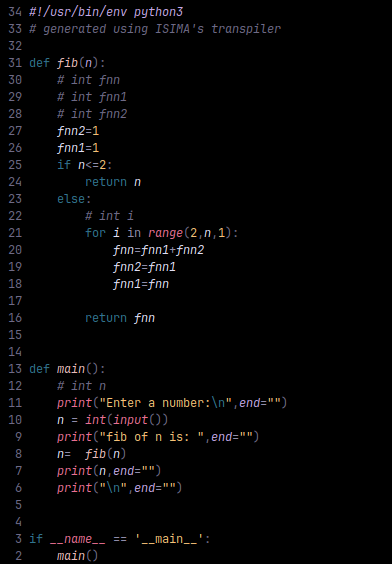 34 #!/usr/bin/env python3
33 # generated using ISIMA's transpiler
32
31 def fib(n):
30     # int fnn
29     # int fnn1
28     # int fnn2
27     fnn2=1
26     fnn1=1
25     if n<=2:
24         return n
23     else:
22         # int i
21         for i in range(2,n,1):
20             fnn=fnn1+fnn2
19             fnn2=fnn1
18             fnn1=fnn
17
16         return fnn
15
14
13 def main():
12     # int n
11     print("Enter a number:\n",end="")
10     n = int(input())
9     print("fib of n is: ",end="")
8     n=  fib(n)
7     print(n,end="")
6     print("\n",end="")
5
4
3 if __name__ == '__main__':
2     main()